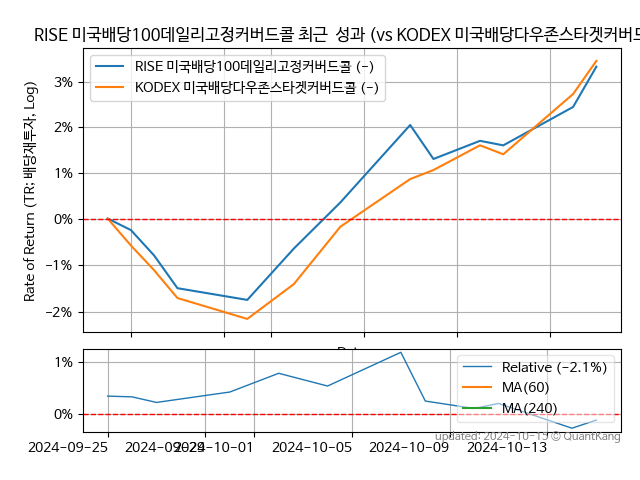 RISE 미국배당100데일리고정커버드콜 최근 성과 (vs KODEX 미국배당다우존스타겟커버드
RISE 미국배당100데일리고정커버드콜 (-)
KODEX 미국배당다우존스타겟커버드콜 (-)
Rate of Return (TR: 배당재투자, Log)
3%
2%
1%
0%
-1%
-2%
1%
0%
Relative (-2.1%)
MA(60)
MA(240)
updated: 2024-10-15 © QuantKang
2024-09-25
2024-10-01
2024-10-05
2024-10-09
2024-10-13